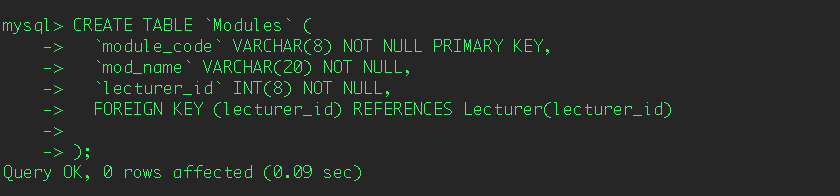 mysql> CREATE TABLE `Modules` (
    ->   `module_code` VARCHAR(8) NOT NULL PRIMARY KEY,
    ->   `mod_name` VARCHAR(20) NOT NULL,
    ->   `lecturer_id` INT(8) NOT NULL,
    ->   FOREIGN KEY (lecturer_id) REFERENCES Lecturer(lecturer_id)
    ->
    -> );
Query OK, 0 rows affected (0.09 sec)